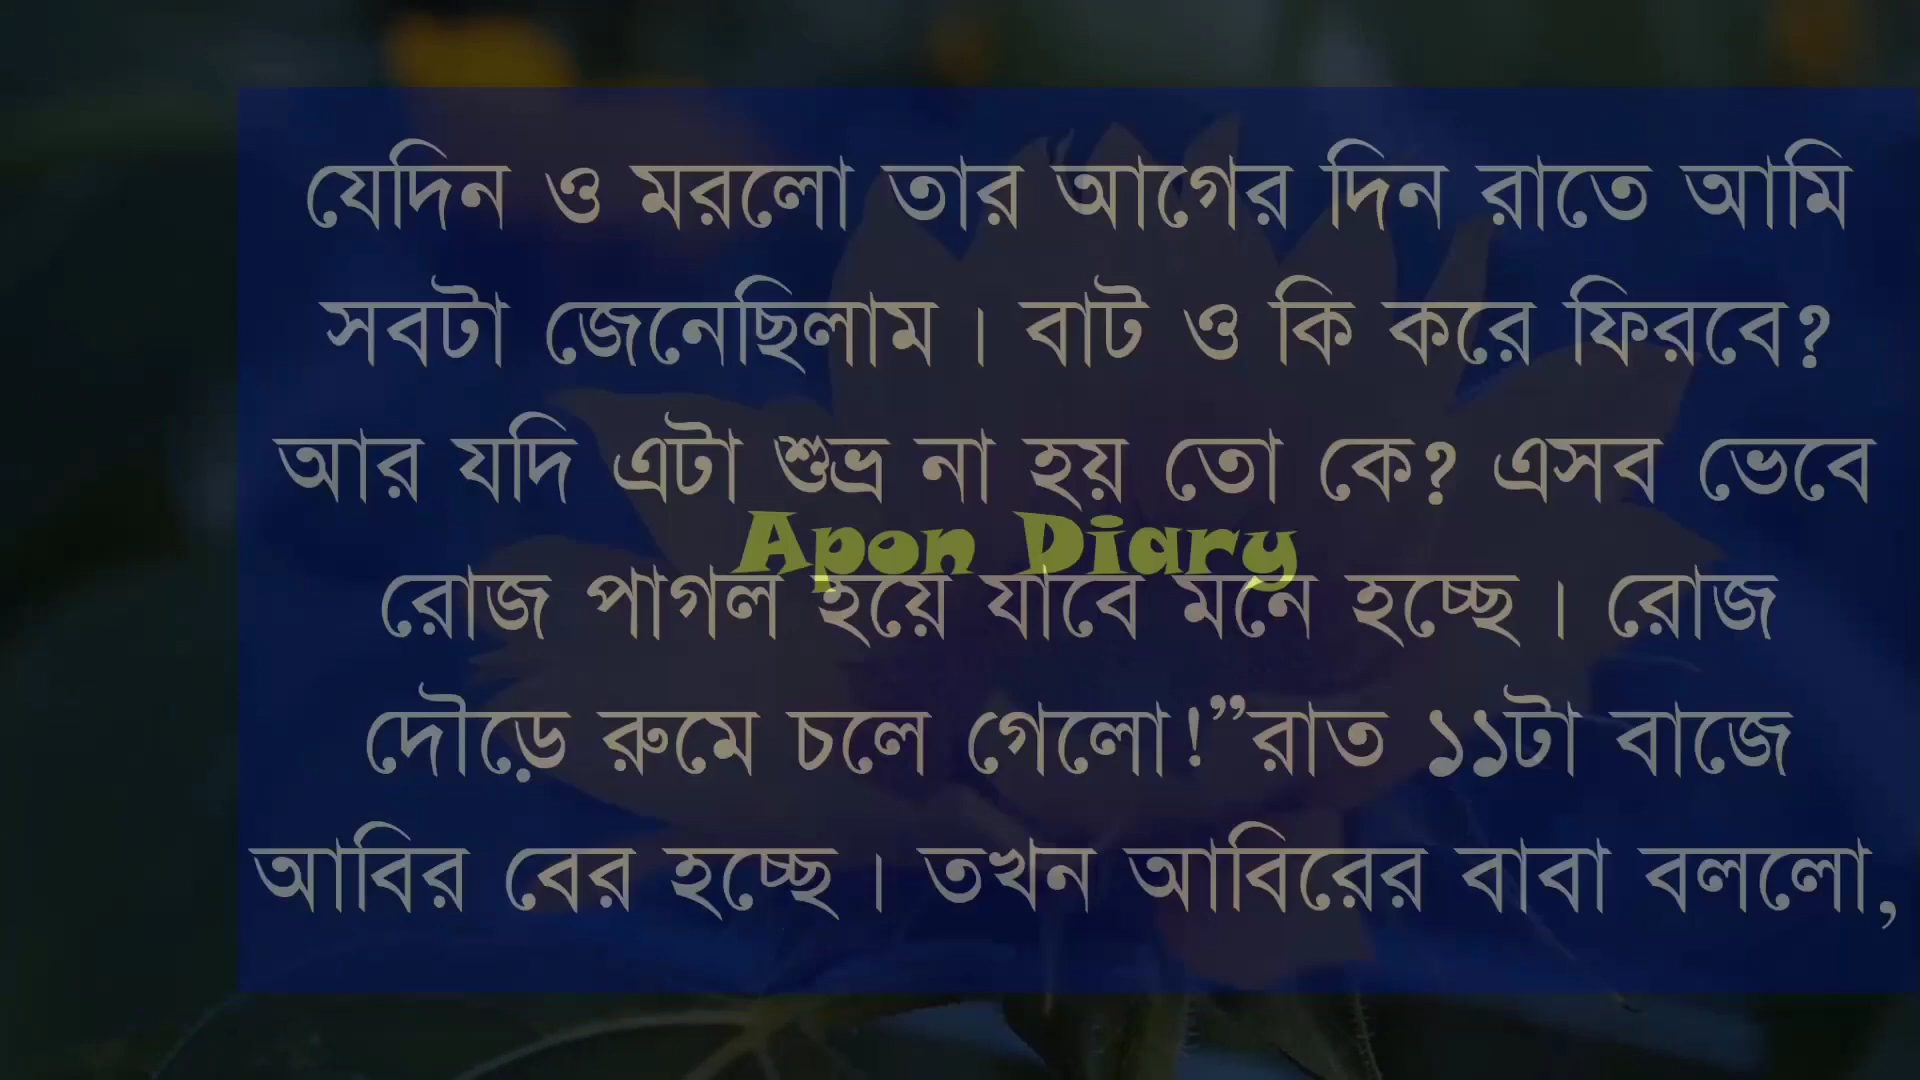 যেদিন ও মরলো তার আগের দিন রাতে আমি
সবটা জেনেছিলাম। বাট ও কি করে ফিরবে?
আর যদি এটা শুভ্র না হয় তো কে? এসব ভেবে
Apon Diary
রোজ পাগল হয়ে যাবে মনে হচ্ছে। রোজ
দৌড়ে রুমে চলে গেলো!”রাত ১১টা বাজে
আবির বের হচ্ছে। তখন আবিরের বাবা বললো,